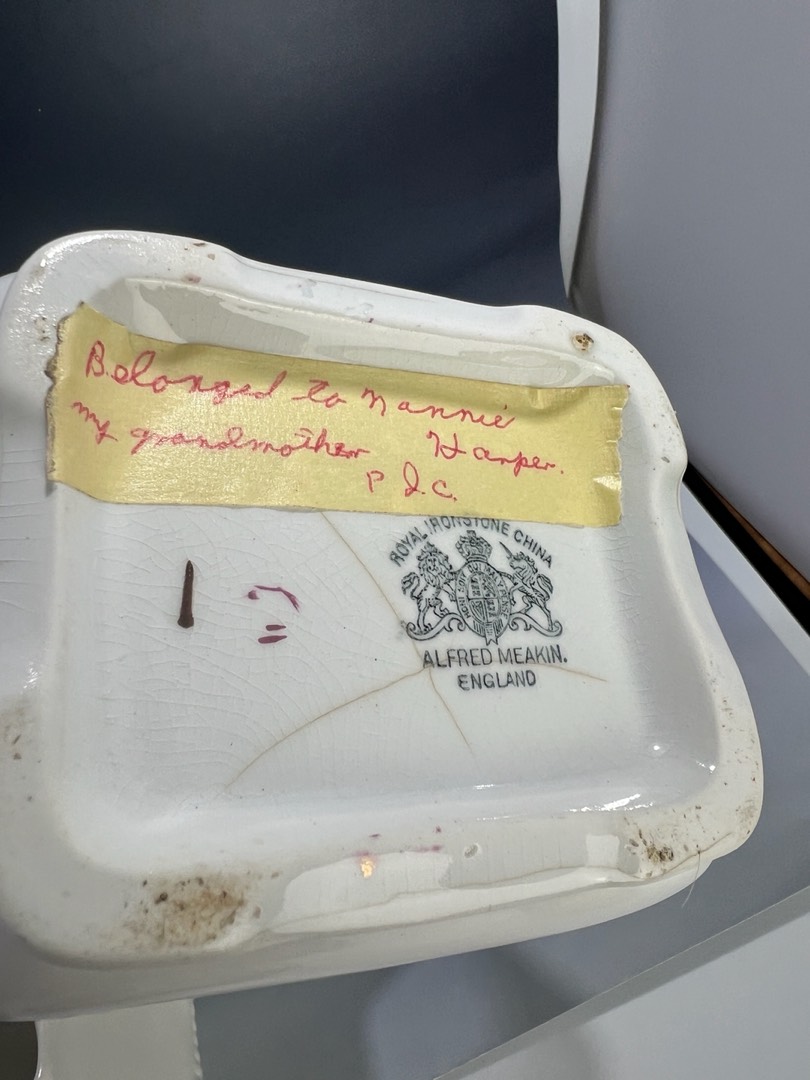 Belonged to Nannie
my grandmother Harper.
P J.C.
ROYAL IRONSTONE CHINA
ALFRED MEAKIN.
ENGLAND